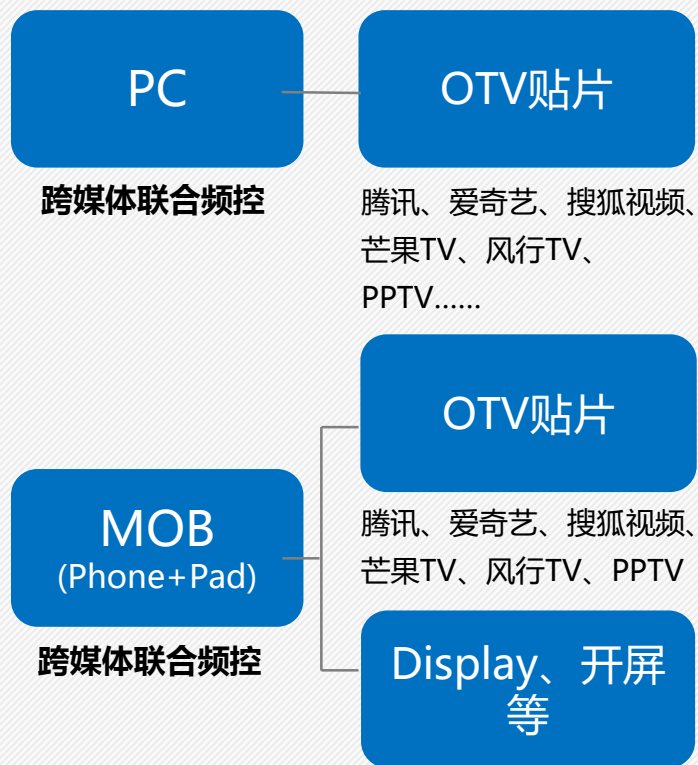 PC
OTV贴片
跨媒体联合频控
腾讯、爱奇艺、搜狐视频、
芒果TV、风行TV、
PPTV......
OTV贴片
MOB
(Phone+Pad)
跨媒体联合频控
腾讯、爱奇艺、搜狐视频、
芒果TV、风行TV、PPTV
Display、开屏
等